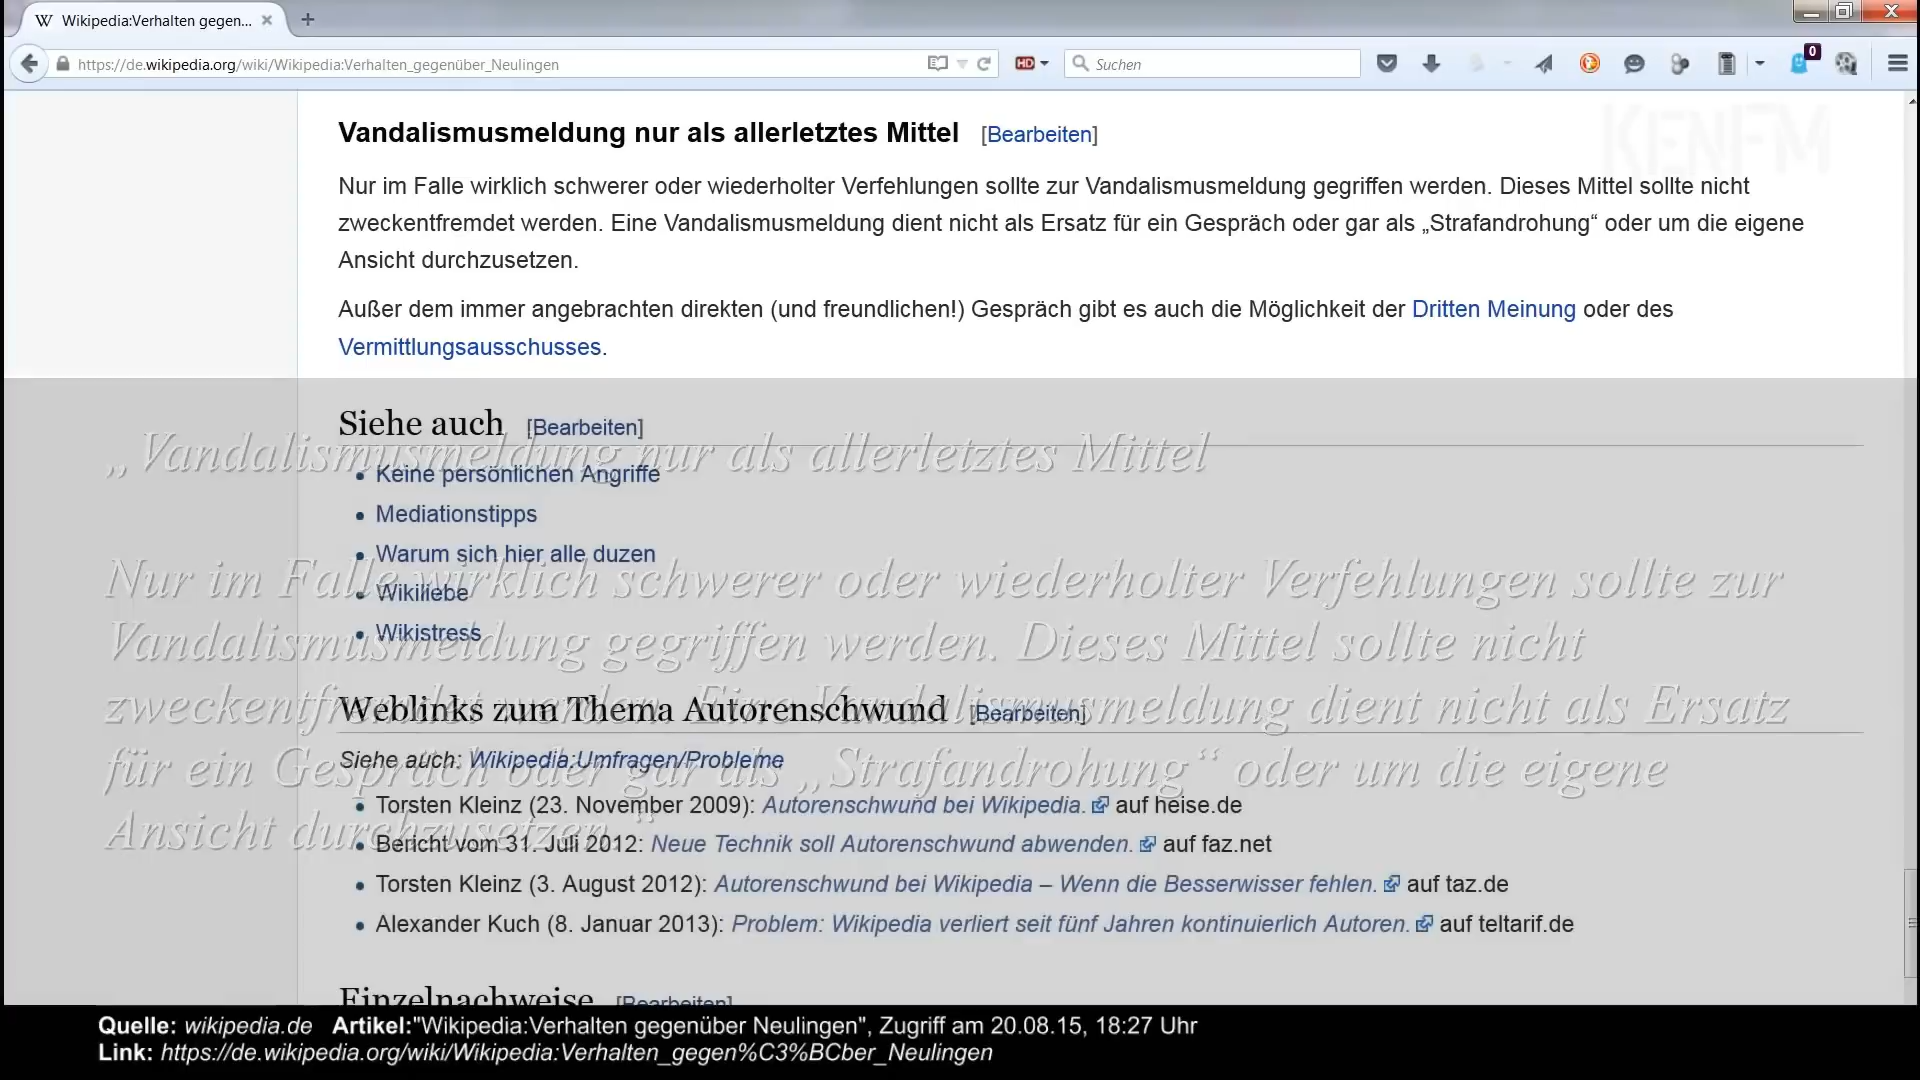 Wikipedia:Verhalten gegen...
https://de.wikipedia.org/wiki/Wikipedia:Verhalten_gegenüber_Neulingen
HD
Suchen
0
KENFM
Vandalismusmeldung nur als allerletztes Mittel [Bearbeiten]
Nur im Falle wirklich schwerer oder wiederholter Verfehlungen sollte zur Vandalismusmeldung gegriffen werden. Dieses Mittel sollte nicht
zweckentfremdet werden. Eine Vandalismusmeldung dient nicht als Ersatz für ein Gespräch oder gar als „Strafandrohung“ oder um die eigene
Ansicht durchzusetzen.
Außer dem immer angebrachten direkten (und freundlichen!) Gespräch gibt es auch die Möglichkeit der Dritten Meinung oder des
Vermittlungsausschusses.
Siehe auch [Bearbeiten]
„Vandalismusmeldung nur als allerletztes Mittel
• Keine persönlichen Angriffe
• Mediationstipps
• Warum sich hier alle duzen
Nur im Falle wirklich schwerer oder wiederholter Verfehlungen sollte zur
• Wikiliebe
• Wikistress
Vandalismusmeldung gegriffen werden. Dieses Mittel sollte nicht
zweckentfremdet werden. Eine Vandalismusmeldung dient nicht als Ersatz
Weblinks zum Thema Autorenschwund [Bearbeiten]
Siehe auch: Wikipedia:Umfragen/Probleme
für ein Gespräch oder gar als „Strafandrohung“ oder um die eigene
• Torsten Kleinz (23. November 2009): Autorenschwund bei Wikipedia. auf heise.de
Ansicht durchzusetzen.“
• Bericht vom 31. Juli 2012: Neue Technik soll Autorenschwund abwenden. auf faz.net
• Torsten Kleinz (3. August 2012): Autorenschwund bei Wikipedia – Wenn die Besserwisser fehlen. auf taz.de
• Alexander Kuch (8. Januar 2013): Problem: Wikipedia verliert seit fünf Jahren kontinuierlich Autoren. auf teltarif.de
Einzelnachweise [Bearbeiten]
Quelle: wikipedia.de Artikel:"Wikipedia:Verhalten gegenüber Neulingen", Zugriff am 20.08.15, 18:27 Uhr
Link: https://de.wikipedia.org/wiki/Wikipedia:Verhalten_gegen%C3%BCber_Neulingen